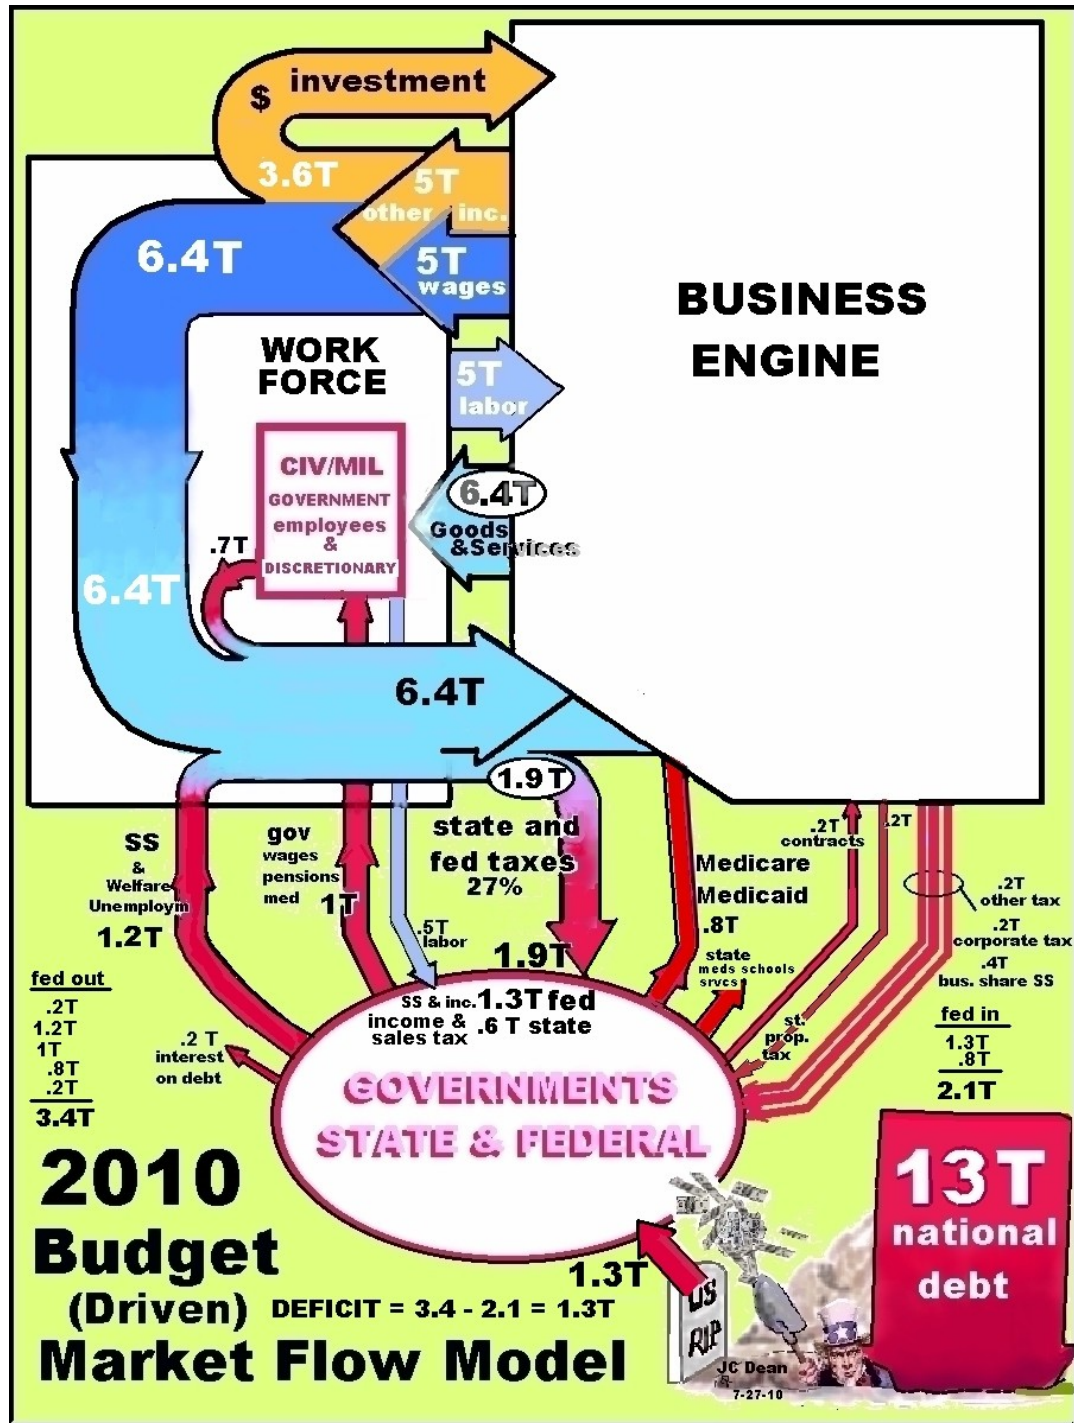 $ investment
3.6T
5T
other inc.
6.4T
5T
wages
BUSINESS
ENGINE
WORK
FORCE
5T
labor
CIV/MIL
GOVERNMENT
employees
&
DISCRETIONARY
6.4T
Goods
&Services
.7T
6.4T
6.4T
1.9T
SS
&
Welfare
Unemploym
1.2T
gov
wages
pensions
med
1T
state and
fed taxes
27%
1.9T
.5T
labor
Medicare
Medicaid
.8T
state
meds schools
srvcs
.2T
contracts
.2T
.2T
other tax
.2T
corporate tax
.4T
bus. share SS
st.
prop.
tax
fed out
.2T
1.2T
1T
.8T
.2T
3.4T
.2 T
interest
on debt
SS & inc. 1.3T fed
income &
sales tax .6 T state
GOVERNMENTS
STATE & FEDERAL
fed in
1.3T
.8T
2.1T
13T
national
debt
2010
Budget
(Driven)
DEFICIT = 3.4 - 2.1 = 1.3T
Market Flow Model
1.3T
US
RIP
JC Dean
7-27-10